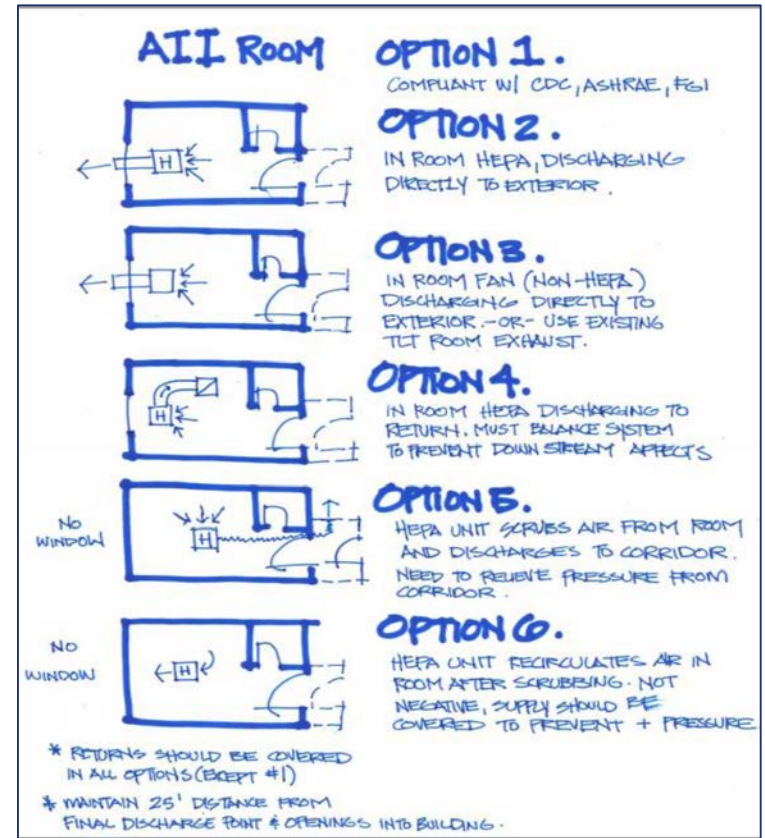 AII ROOM
OPTION 1.
COMPLIANT W/ CDC, ASHRAE, FGI
OPTION 2.
IN ROOM HEPA, DISCHARGING
DIRECTLY TO EXTERIOR.
H
OPTION 3.
IN ROOM FAN (NON-HEPA)
DISCHARGING DIRECTLY TO
EXTERIOR. -OR- USE EXISTING
TLT ROOM EXHAUST.
OPTION 4.
IN ROOM HEPA DISCHARGING TO
RETURN. MUST BALANCE SYSTEM
TO PREVENT DOWN STREAM AFFECTS
H
NO
WINDOW
H
OPTION 5.
HEPA UNIT SCRUBS AIR FROM ROOM
AND DISCHARGES TO CORRIDOR.
NEED TO RELIEVE PRESSURE FROM
CORRIDOR.
NO
WINDOW
H
OPTION 6.
HEPA UNIT RECIRCULATES AIR IN
ROOM AFTER SCRUBBING. NOT
NEGATIVE, SUPPLY SHOULD BE
COVERED TO PREVENT + PRESSURE
* RETURNS SHOULD BE COVERED
IN ALL OPTIONS (EXCEPT #1)
* MAINTAIN 25' DISTANCE FROM
FINAL DISCHARGE POINT & OPENINGS INTO BUILDING.